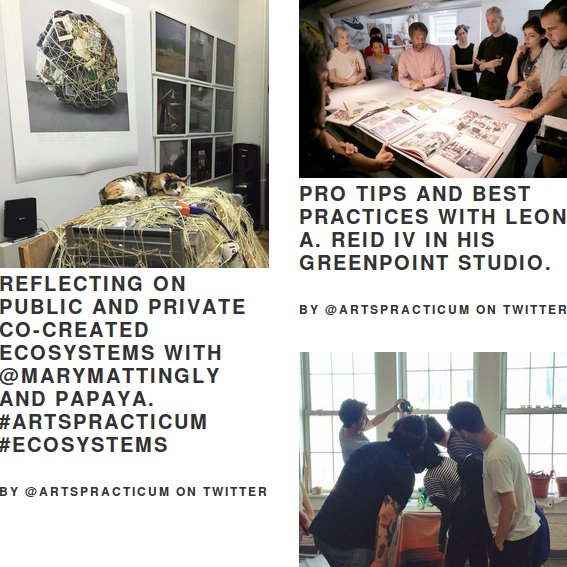 REFLECTING ON
PUBLIC AND PRIVATE
CO-CREATED
ECOSYSTEMS WITH
@MARYMATTINGLY
AND PAPAYA.
#ARTSPRACTICUM
#ECOSYSTEMS
BY @ARTSPRACTICUM ON TWITTER
PRO TIPS AND BEST
PRACTICES WITH LEON
A. REID IV IN HIS
GREENPOINT STUDIO.
BY @ARTSPRACTICUM ON TWITTER